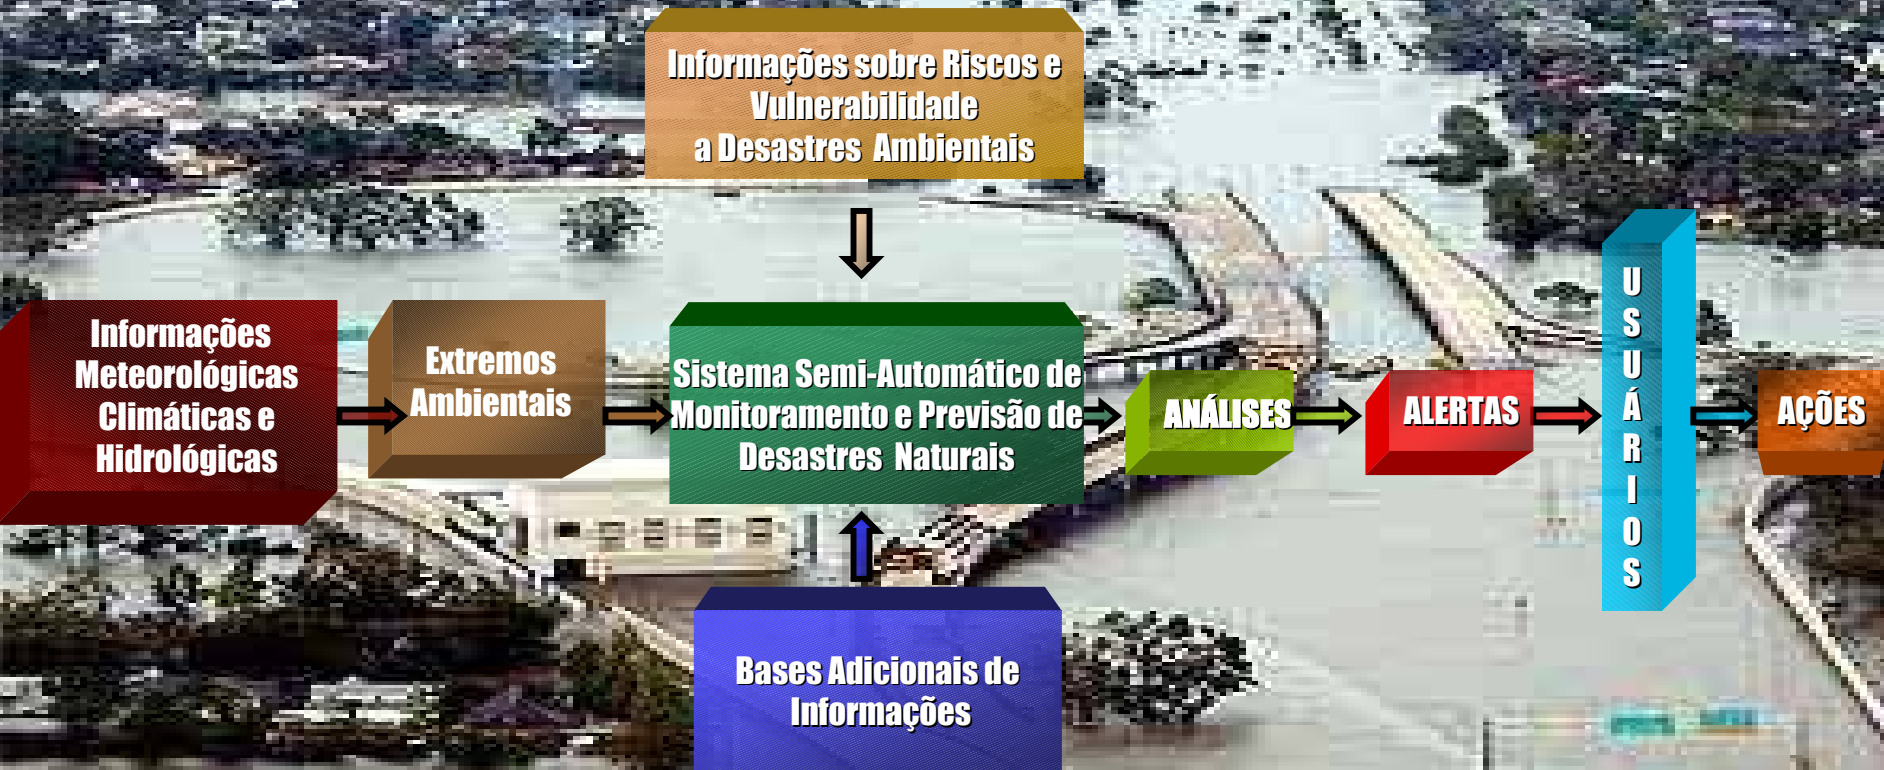 Informações sobre Riscos e
Vulnerabilidade
a Desastres Ambientais
Informações
Meteorológicas
Climáticas e
Hidrológicas
Extremos
Ambientais
Sistema Semi-Automático de
Monitoramento e Previsão de
Desastres Naturais
ANÁLISES
ALERTAS
USUÁRIOS
AÇÕES
Bases Adicionais de
Informações